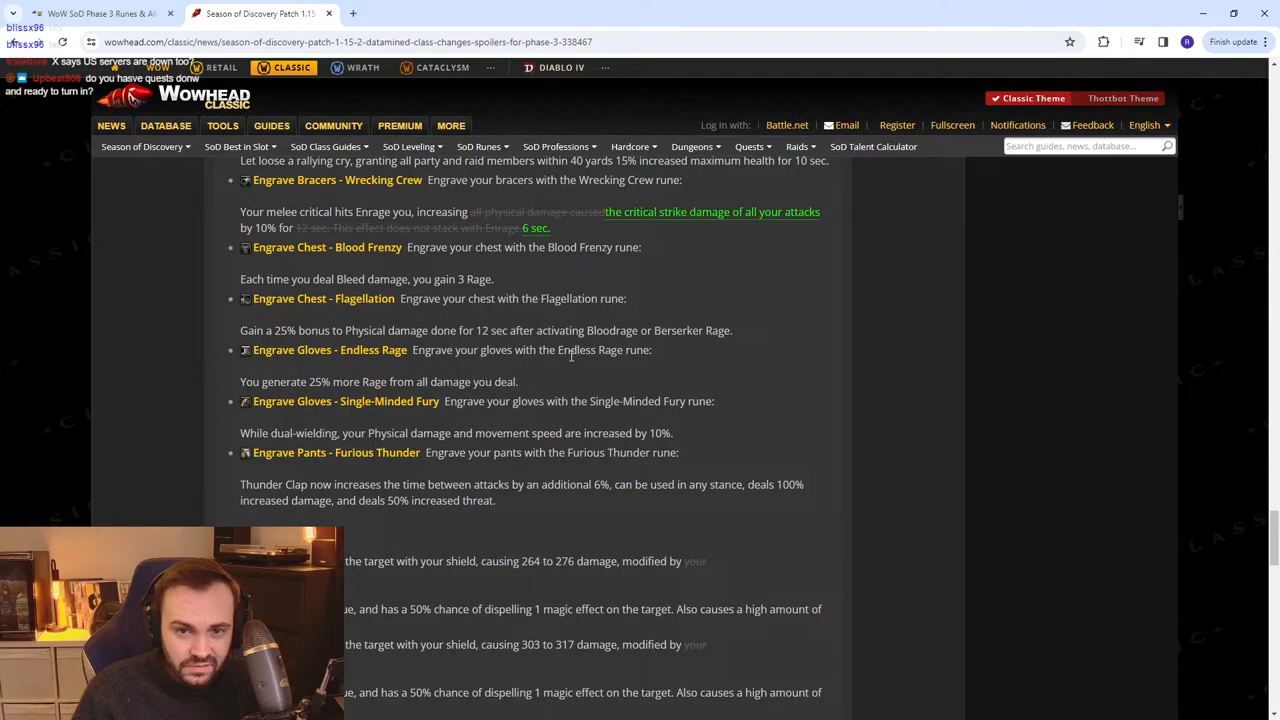 WoW SoD Phase 3 Runes & Al
Season of Discovery Patch 1.15
blissx96
blissx96
wowhead.com/classic/news/season-of-discovery-patch-1-15-2-datamined-class-changes-spoilers-for-phase-3-338467
R
Finish update
X says US servers are down too?
Upbeat808 do you hasve quests donw
and ready to turn in?
WOW
RETAIL
CLASSIC
WRATH
CATACLYSM
DIABLO IV
WOWHEAD
CLASSIC
Classic Theme
Thottbot Theme
NEWS
DATABASE
TOOLS
GUIDES
COMMUNITY
PREMIUM
MORE
Log In with:
Battle.net
Email
Register
Fullscreen
Notifications
Feedback
English
Season of Discovery
SoD Best in Slot
SoD Class Guides
SoD Leveling
SoD Runes
SoD Professions
Hardcore
Dungeons
Quests
Raids
SoD Talent Calculator
Search guides, news, database...
Let loose a rallying cry, granting all party and raid members within 40 yards 15% increased maximum health for 10 sec.
Engrave Bracers - Wrecking Crew Engrave your bracers with the Wrecking Crew rune:
Your melee critical hits Enrage you, increasing all physical damage caused the critical strike damage of all your attacks
by 10% for 12 sec. This effect does not stack with Enrage. 6 sec.
Engrave Chest - Blood Frenzy Engrave your chest with the Blood Frenzy rune:
Each time you deal Bleed damage, you gain 3 Rage.
Engrave Chest - Flagellation Engrave your chest with the Flagellation rune:
Gain a 25% bonus to Physical damage done for 12 sec after activating Bloodrage or Berserker Rage.
Engrave Gloves - Endless Rage Engrave your gloves with the Endless Rage rune:
You generate 25% more Rage from all damage you deal.
Engrave Gloves - Single-Minded Fury Engrave your gloves with the Single-Minded Fury rune:
While dual-wielding, your Physical damage and movement speed are increased by 10%.
Engrave Pants - Furious Thunder Engrave your pants with the Furious Thunder rune:
Thunder Clap now increases the time between attacks by an additional 6%, can be used in any stance, deals 100%
increased damage, and deals 50% increased threat.
the target with your shield, causing 264 to 276 damage, modified by your
ue, and has a 50% chance of dispelling 1 magic effect on the target. Also causes a high amount of
the target with your shield, causing 303 to 317 damage, modified by your
ue, and has a 50% chance of dispelling 1 magic effect on the target. Also causes a high amount of